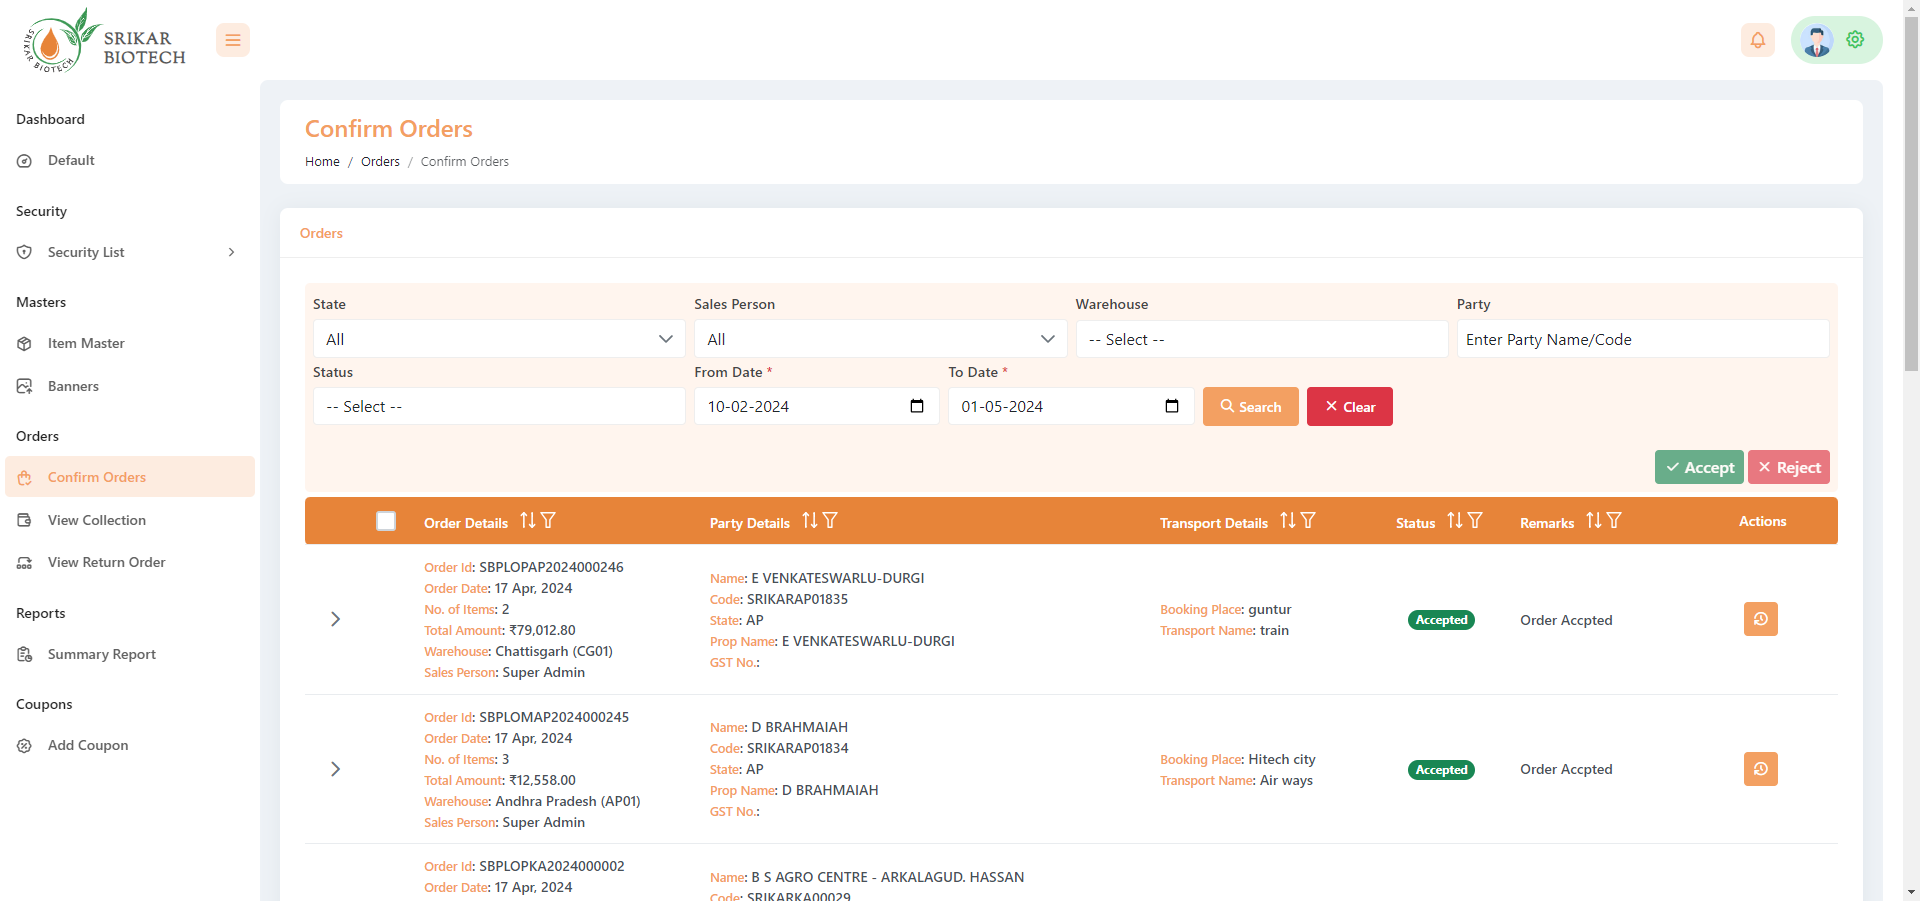 SRIKAR BIOTECH
SRIKAR
BIOTECH
Dashboard
Default
Security
Security List
Masters
Item Master
Banners
Orders
Confirm Orders
View Collection
View Return Order
Reports
Summary Report
Coupons
Add Coupon
Confirm Orders
Home / Orders / Confirm Orders
Orders
State Sales Person Warehouse Party
All All -- Select -- Enter Party Name/Code
Status From Date * To Date *
-- Select -- 10-02-2024 01-05-2024 Search Clear
Accept Reject
Order Details Party Details Transport Details Status Remarks Actions
Order Id: SBPLOPAP2024000246
Order Date: 17 Apr, 2024
No. of Items: 2
Total Amount: ₹79,012.80
Warehouse: Chattisgarh (CG01)
Sales Person: Super Admin
Name: E VENKATESWARLU-DURGI
Code: SRIKARAP01835
State: AP
Prop Name: E VENKATESWARLU-DURGI
GST No.:
Booking Place: guntur
Transport Name: train
Accepted
Order Accpted
Order Id: SBPLOMAP2024000245
Order Date: 17 Apr, 2024
No. of Items: 3
Total Amount: ₹12,558.00
Warehouse: Andhra Pradesh (AP01)
Sales Person: Super Admin
Name: D BRAHMAIAH
Code: SRIKARAP01834
State: AP
Prop Name: D BRAHMAIAH
GST No.:
Booking Place: Hitech city
Transport Name: Air ways
Accepted
Order Accpted
Order Id: SBPLOPKA2024000002
Order Date: 17 Apr, 2024
Name: B S AGRO CENTRE - ARKALAGUD. HASSAN
Code: SRIKARKA00029